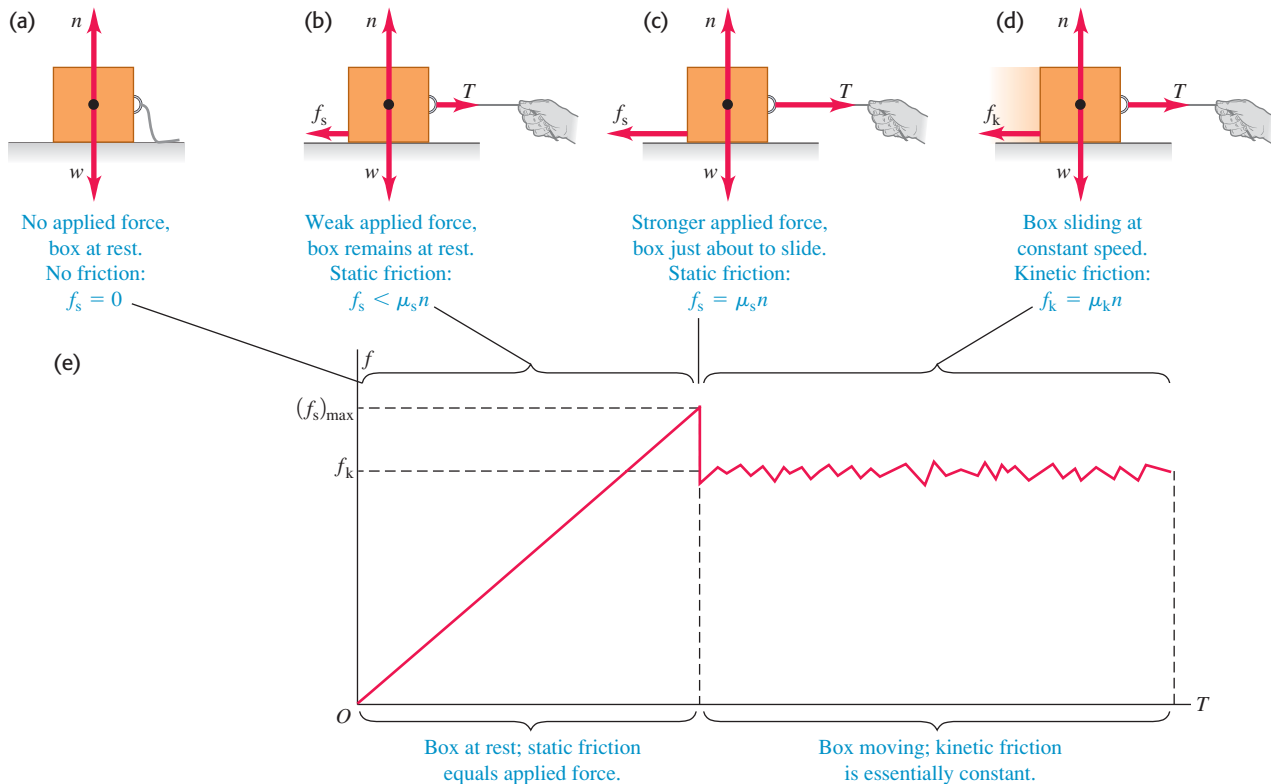 (a)
n
w
No applied force,
box at rest.
No friction:
fs = 0
(b)
n
T
fs
w
Weak applied force,
box remains at rest.
Static friction:
fs < μsn
(c)
n
T
fs
w
Stronger applied force,
box just about to slide.
Static friction:
fs = μsn
(d)
n
T
fk
w
Box sliding at
constant speed.
Kinetic friction:
fk = μkn
(e)
f
(fs)max
fk
O
T
Box at rest; static friction
equals applied force.
Box moving; kinetic friction
is essentially constant.